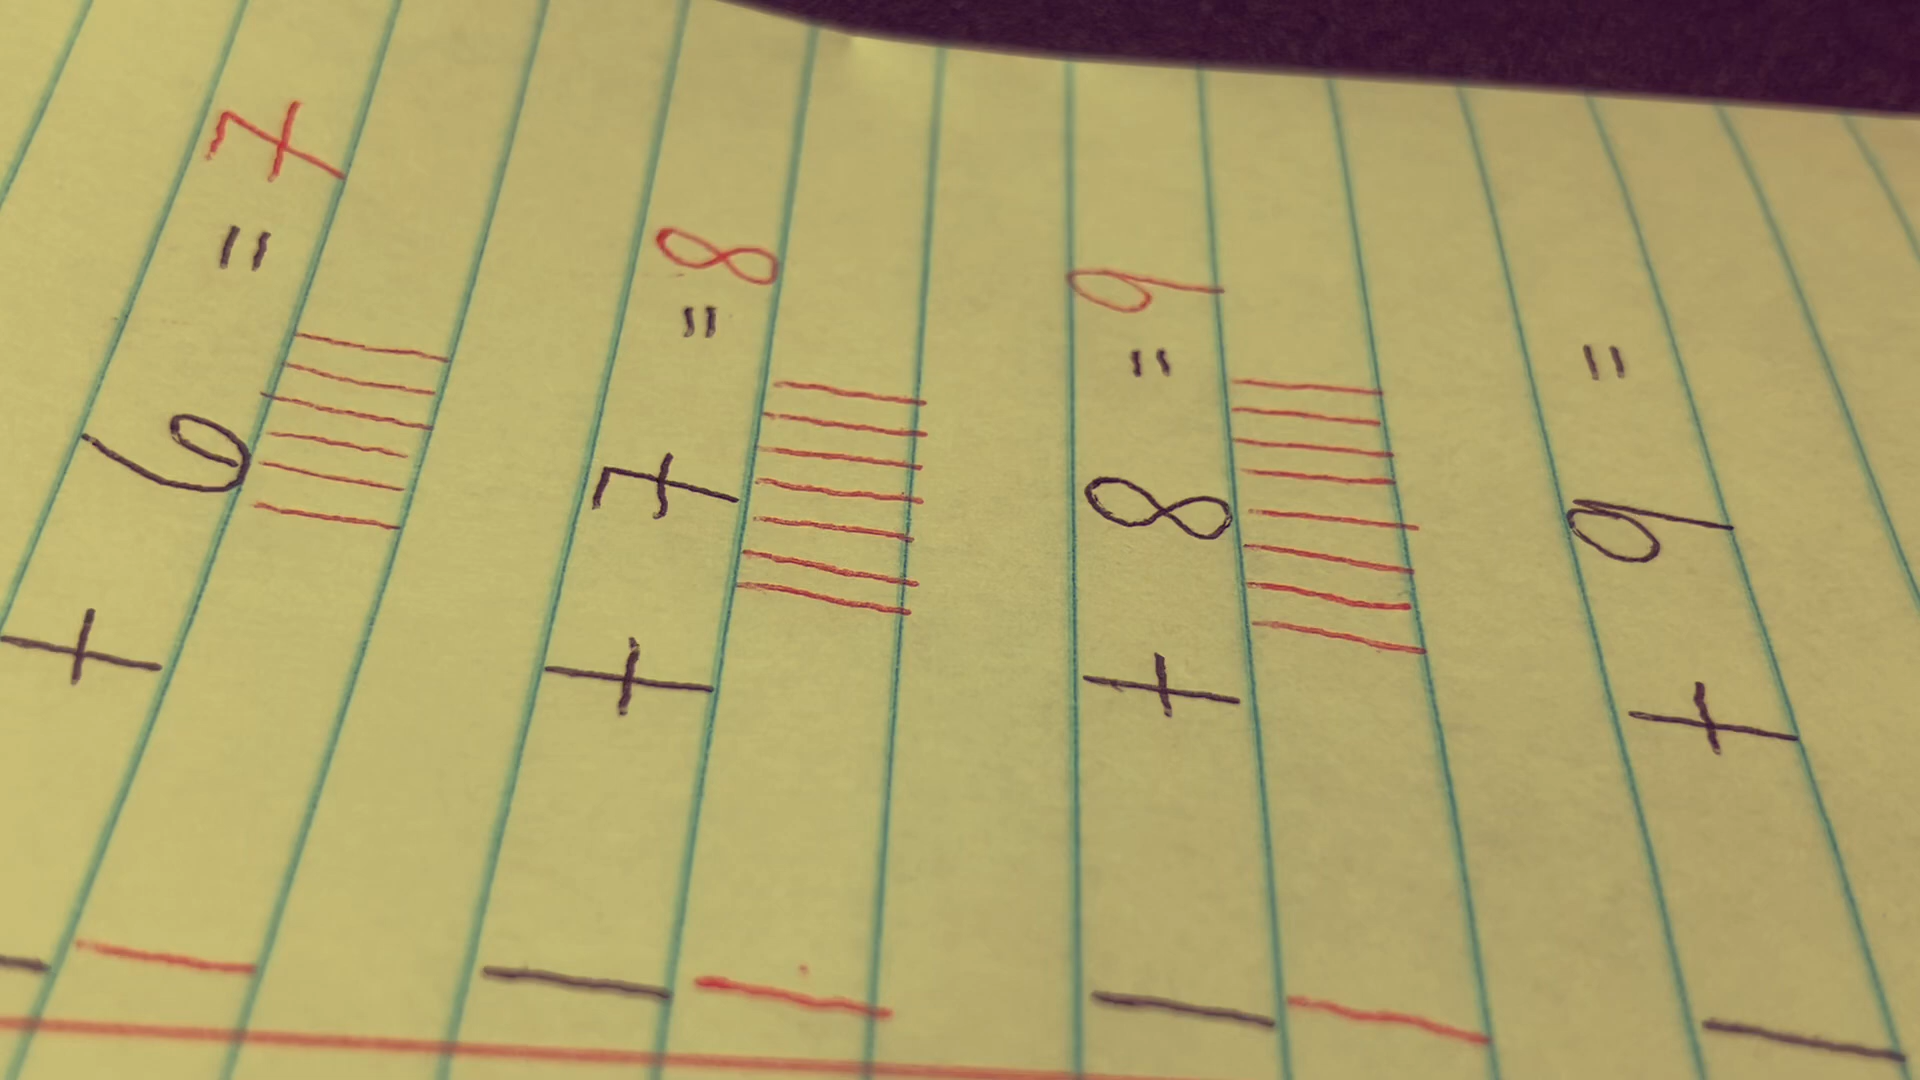 1 + 6 = 7
| ||||||
1 + 7 = 8
| |||||||
1 + 8 = 9
| ||||||||
1 + 9 =